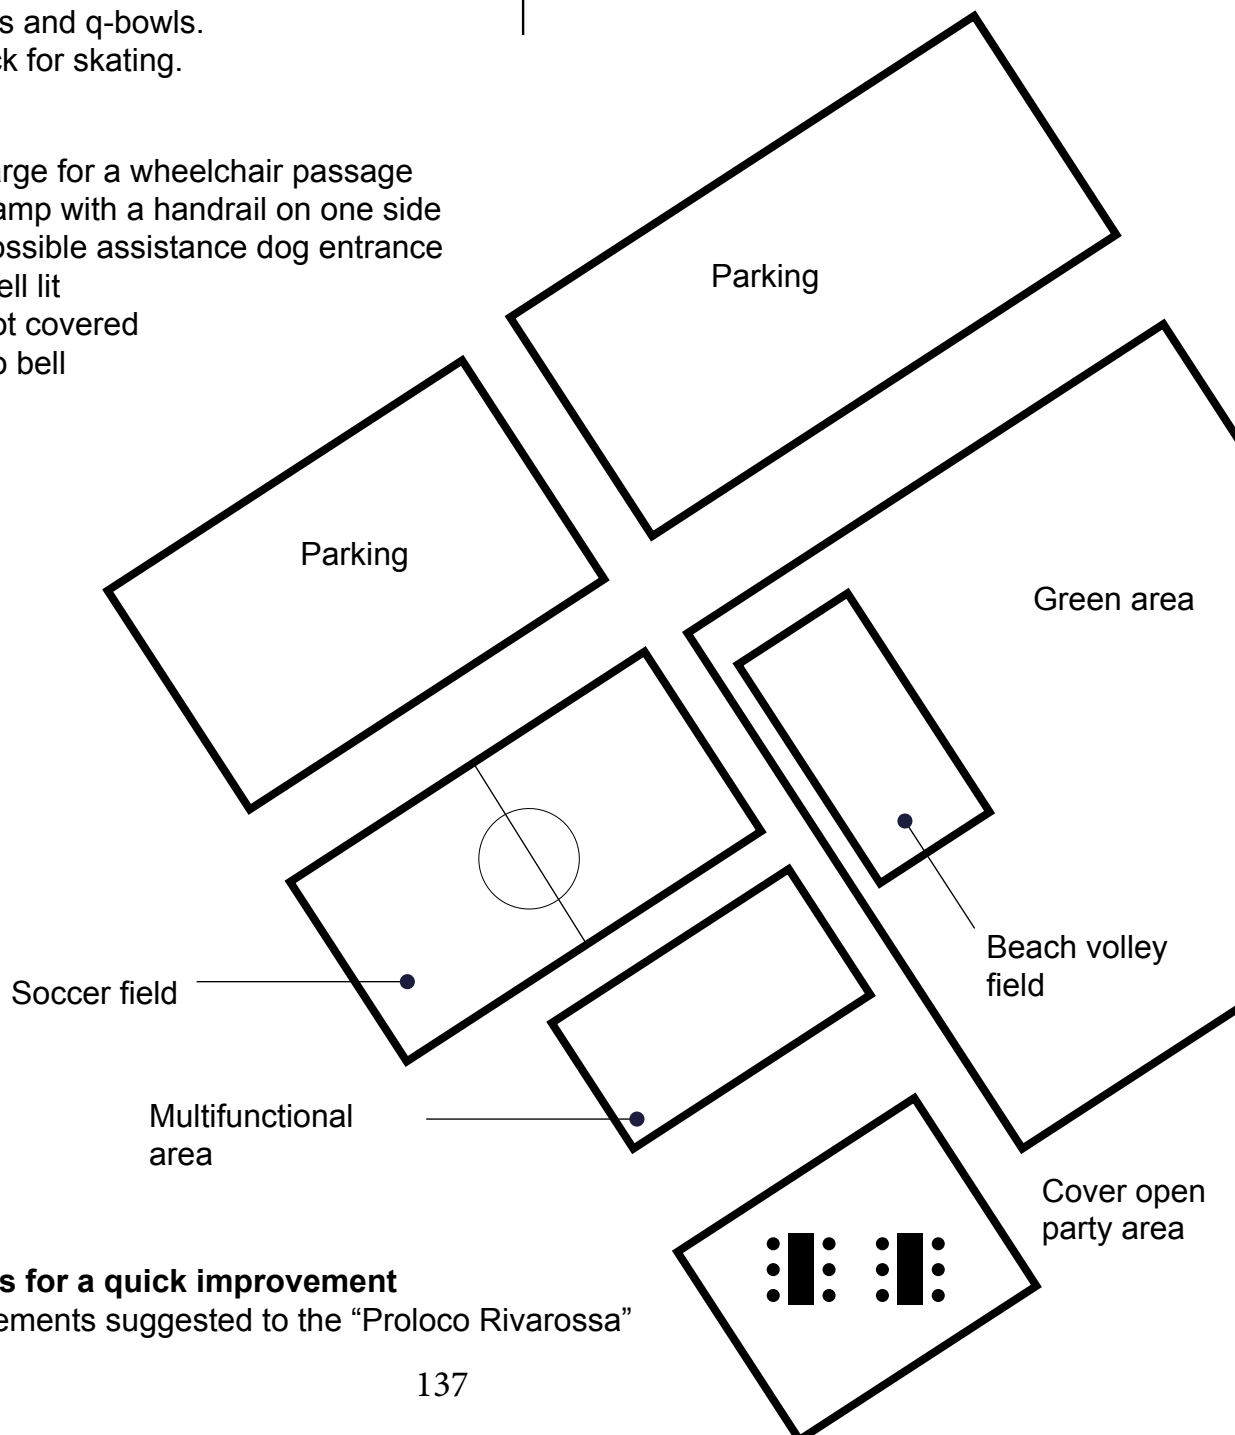 s and q-bowls.
ck for skating.
arge for a wheelchair passage
amp with a handrail on one side
ossible assistance dog entrance
ell lit
ot covered
o bell
Parking
Parking
Green area
Beach volley
field
Soccer field
Multifunctional
area
Cover open
party area
s for a quick improvement
ements suggested to the “Proloco Rivarossa”
137